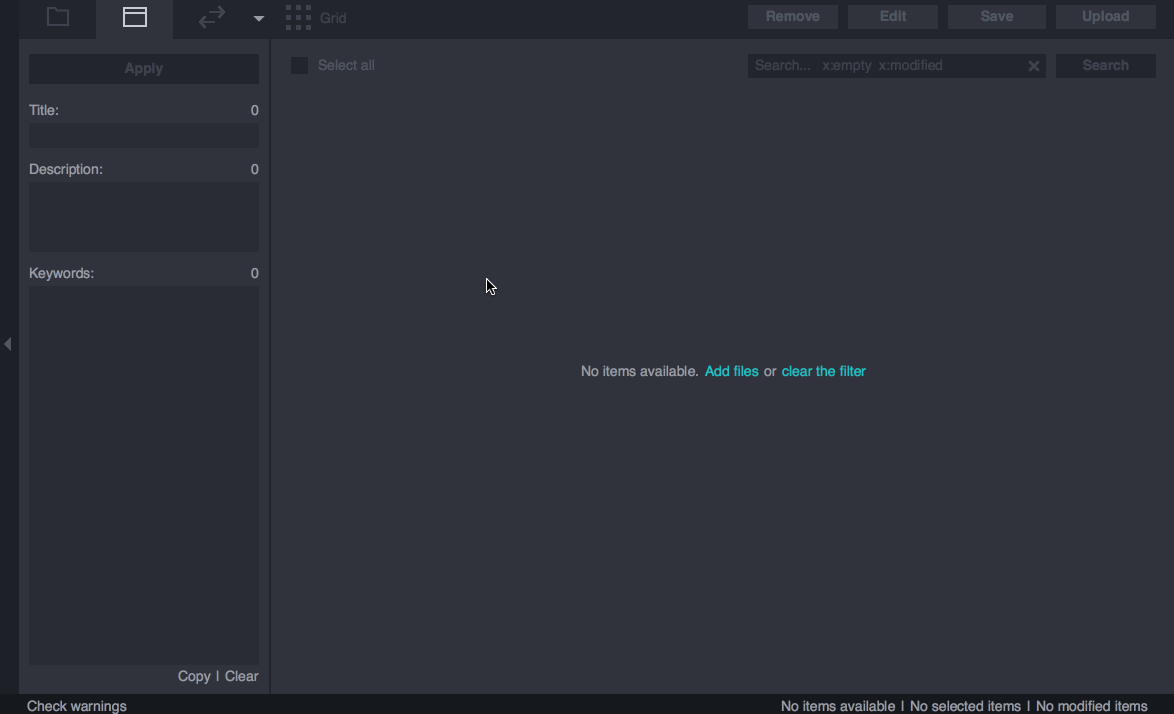 Grid
Remove
Edit
Save
Upload
Apply
Select all
Search... x:empty x:modified
Search
Title: 0
Description: 0
Keywords: 0
No items available. Add files or clear the filter
Copy | Clear
Check warnings
No items available | No selected items | No modified items